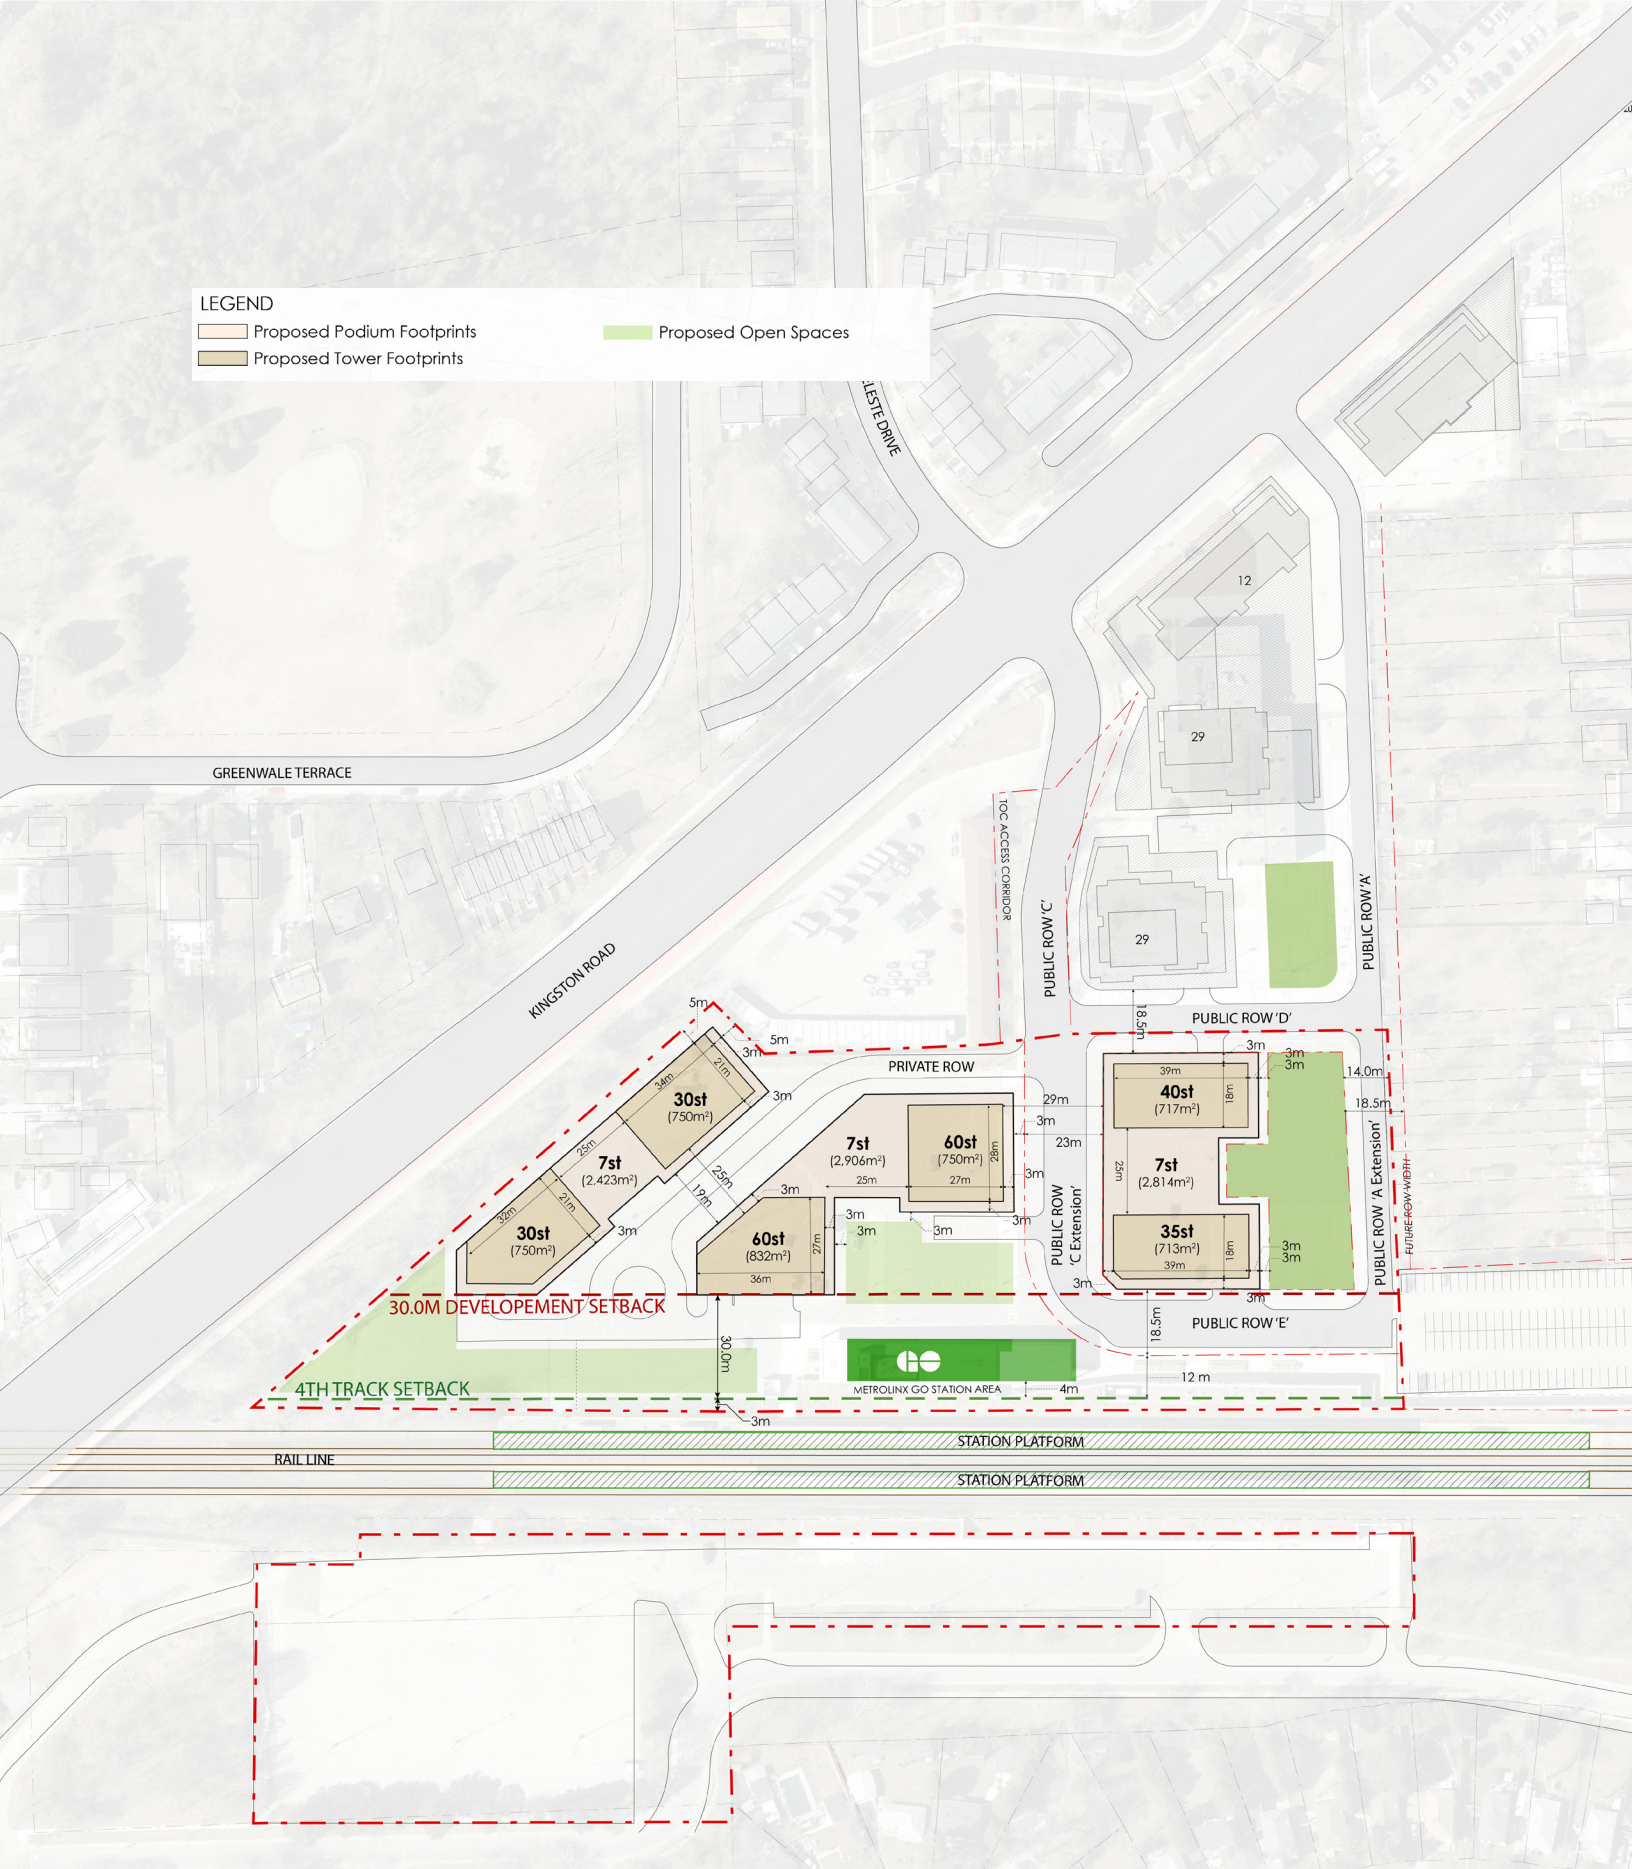 LEGEND
Proposed Podium Footprints
Proposed Open Spaces
Proposed Tower Footprints
ELESTE DRIVE
12
29
GREENWALE TERRACE
TOC ACCESS CORRIDOR
PUBLIC ROW 'C'
PUBLIC ROW 'A'
29
KINGSTON ROAD
5m
5m
3m
21m
34m
30st
(750m²)
3m
25m
7st
(2,423m²)
25m
19m
32m
21m
30st
(750m²)
3m
PRIVATE ROW
PUBLIC ROW 'D'
18.5m
7st
(2,906m²)
60st
(750m²)
28m
25m
27m
29m
3m
23m
3m
3m
3m
3m
3m
3m
60st
(832m²)
27m
36m
3m
3m
3m
39m
40st
(717m²)
18m
14.0m
18.5m
25m
7st
(2,814m²)
35st
(713m²)
18m
39m
3m
3m
3m
3m
PUBLIC ROW
'C Extension'
PUBLIC ROW 'A Extension'
FUTURE ROW WIDTH
30.0M DEVELOPEMENT SETBACK
PUBLIC ROW 'E'
18.5m
30.0m
12 m
4TH TRACK SETBACK
GO
METROLINX GO STATION AREA
4m
3m
STATION PLATFORM
RAIL LINE
STATION PLATFORM